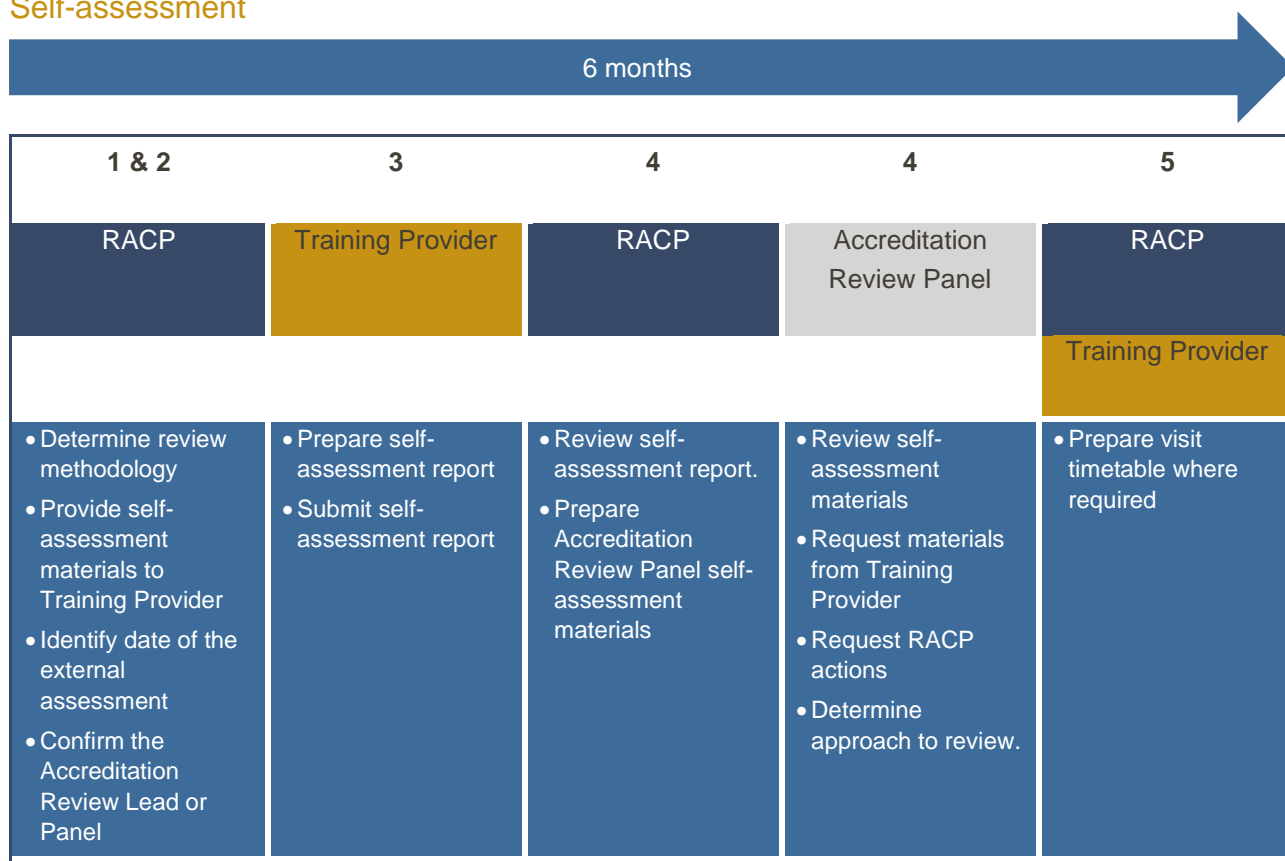 Self-assessment
6 months
1 & 2
3
4
4
5
RACP
Training Provider
RACP
Accreditation
Review Panel
RACP
Training Provider
• Determine review
methodology
• Provide self-
assessment
materials to
Training Provider
• Identify date of the
external
assessment
• Confirm the
Accreditation
Review Lead or
Panel
• Prepare self-
assessment report
• Submit self-
assessment report
• Review self-
assessment report.
• Prepare
Accreditation
Review Panel self-
assessment
materials
• Review self-
assessment
materials
• Request materials
from Training
Provider
• Request RACP
actions
• Determine
approach to review.
• Prepare visit
timetable where
required